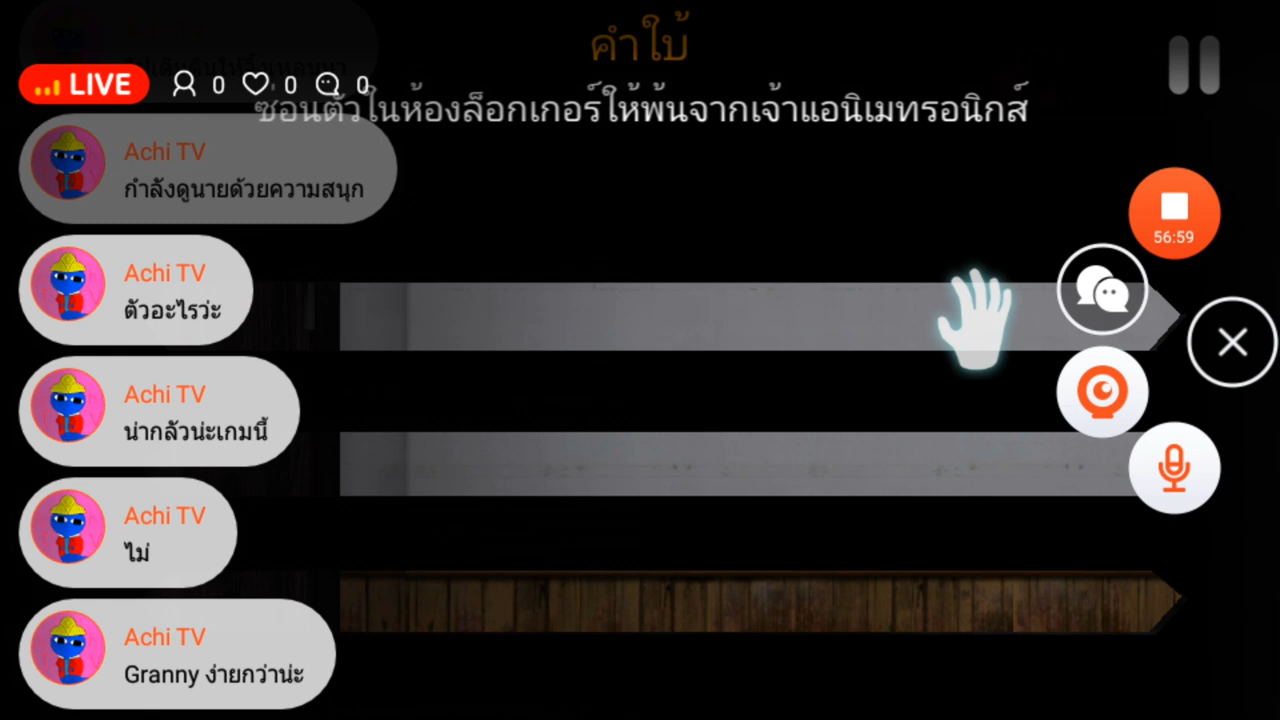 คำใบ้
LIVE 0 0 0
ซ่อนตัวในห้องล็อกเกอร์ให้พ้นจากเจ้าแอนิเมทรอนิกส์
Achi TV
กำลังดูนายด้วยความสนุก
56:59
Achi TV
ตัวอะไรว่ะ
Achi TV
น่ากลัวน่ะเกมนี้
Achi TV
ไม่
Achi TV
Granny ง่ายกว่าน่ะ